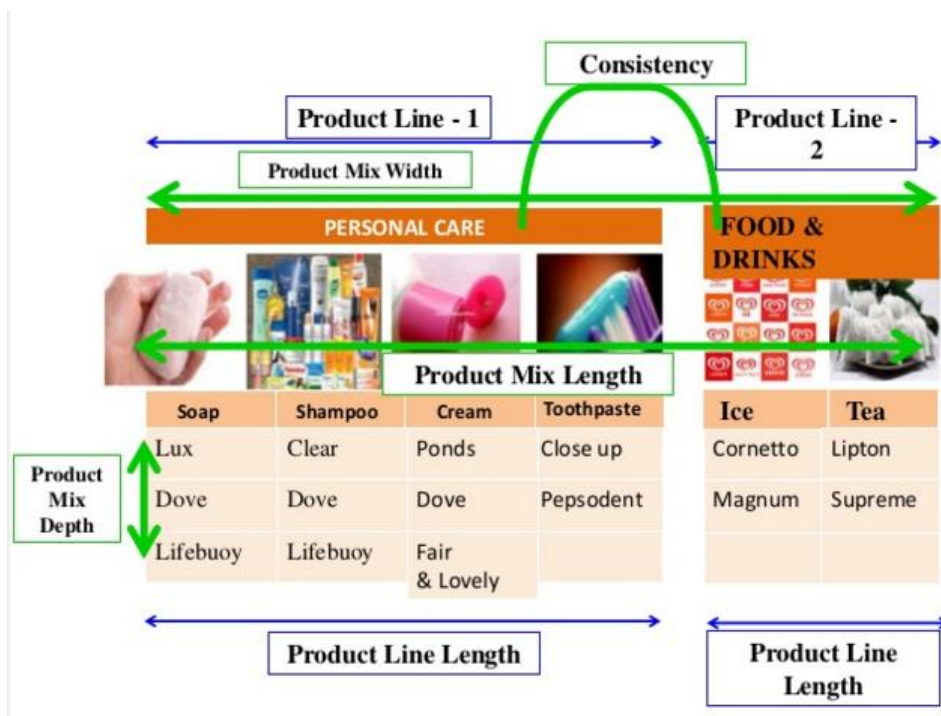 Consistency
Product Line - 1
Product Line -
2
Product Mix Width
PERSONAL CARE
FOOD &
DRINKS
Product Mix Length
Soap
Shampoo
Cream
Toothpaste
Ice
Tea
Product
Mix
Depth
Lux
Clear
Ponds
Close up
Cornetto
Lipton
Dove
Dove
Dove
Pepsodent
Magnum
Supreme
Lifebuoy
Lifebuoy
Fair
& Lovely
Product Line Length
Product Line
Length